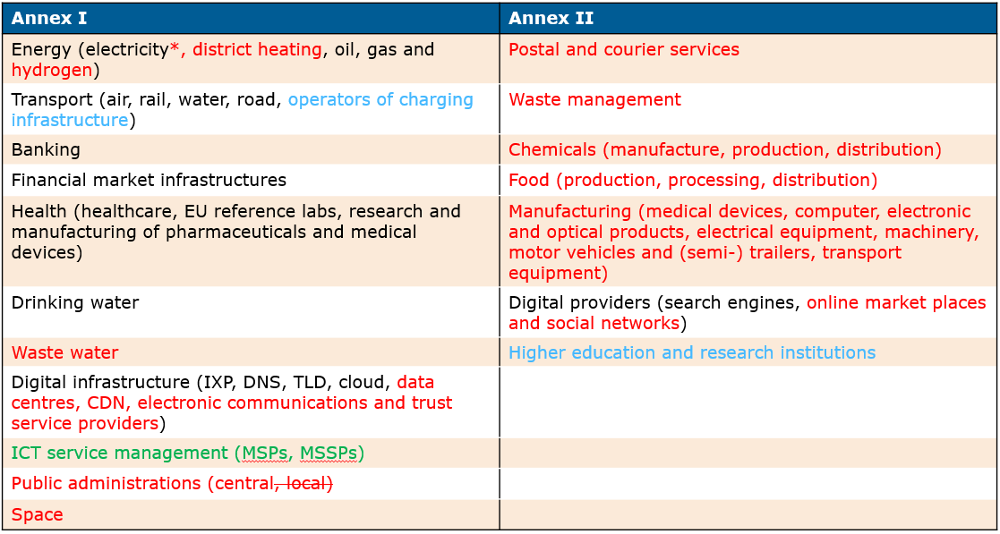 Annex I
Annex II
Energy (electricity*, district heating, oil, gas and
hydrogen)
Postal and courier services
Transport (air, rail, water, road, operators of charging
infrastructure)
Waste management
Banking
Chemicals (manufacture, production, distribution)
Financial market infrastructures
Food (production, processing, distribution)
Health (healthcare, EU reference labs, research and
manufacturing of pharmaceuticals and medical
devices)
Manufacturing (medical devices, computer, electronic
and optical products, electrical equipment, machinery,
motor vehicles and (semi-) trailers, transport
equipment)
Drinking water
Digital providers (search engines, online market places
and social networks)
Waste water
Higher education and research institutions
Digital infrastructure (IXP, DNS, TLD, cloud, data
centres, CDN, electronic communications and trust
service providers)
ICT service management (MSPs, MSSPs)
Public administrations (central, local)
Space